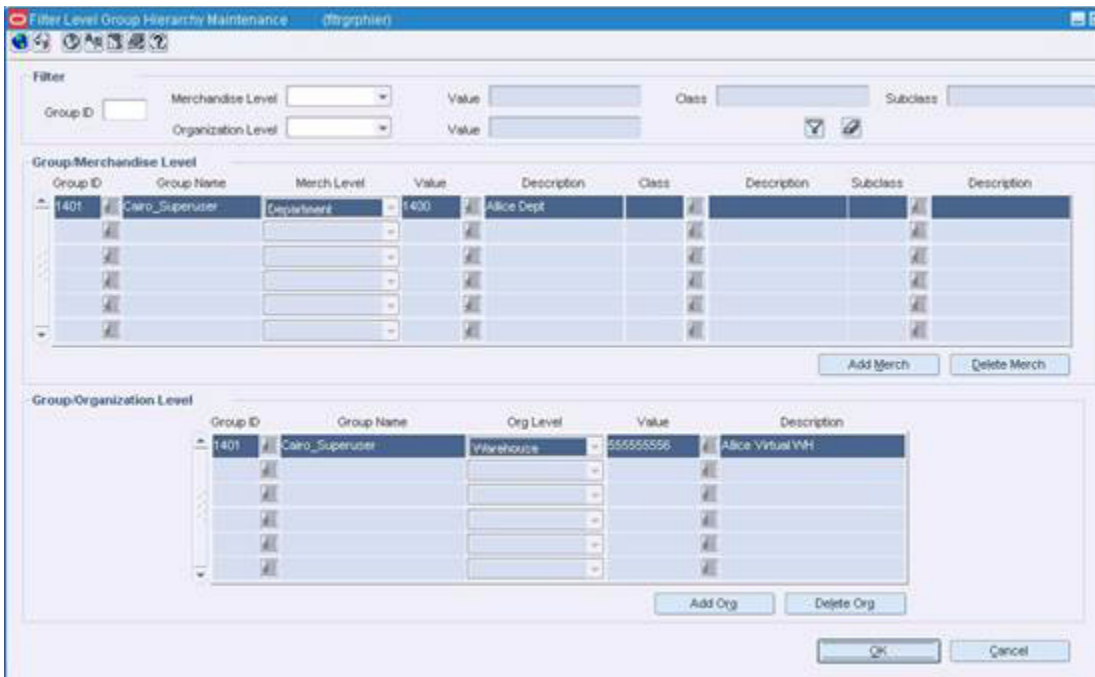 Filter Level Group Hierarchy Maintenance (fltrgrphier)
Filter
Group ID Merchandise Level Value Class Subclass
Organization Level Value
Group/Merchandise Level
Group ID Group Name Merch Level Value Description Class Description Subclass Description
1401 Cairo_Superuser Department 1400 Allice Dept
Add Merch Delete Merch
Group/Organization Level
Group ID Group Name Org Level Value Description
1401 Cairo_Superuser Warehouse 555555556 Allice Virtual WH
Add Org Delete Org
OK Cancel